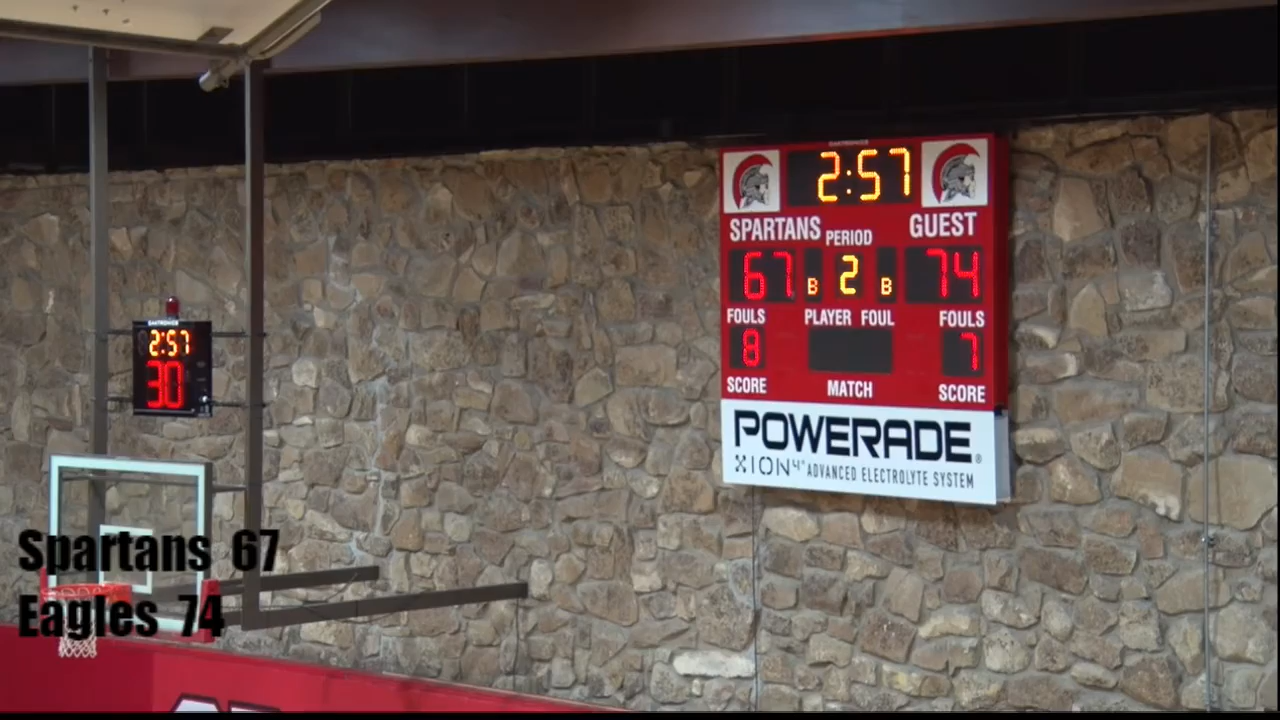 2:57
SPARTANS PERIOD GUEST
67 B 2 B 74
FOULS PLAYER FOUL FOULS
8 7
SCORE MATCH SCORE
POWERADE®
ION4® ADVANCED ELECTROLYTE SYSTEM
2:57
30
Spartans 67
Eagles 74